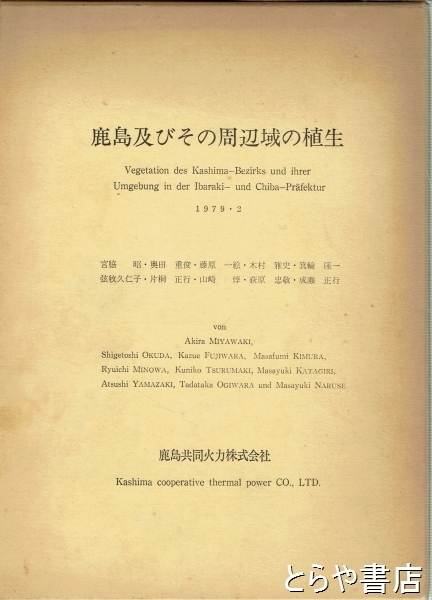 鹿島及びその周辺域の植生
Vegetation des Kashima-Bezirks und ihrer
Umgebung in der Ibaraki- und Chiba-Präfektur
1979・2
宮脇 昭・奥田 重俊・藤原 一絵・木村 雅史・箕輪 隆一
弦牧久仁子・片桐 正行・山崎 惇・荻原 忠敬・成瀬 正行
von
Akira MIYAWAKI,
Shigetoshi OKUDA, Kazue FUJIWARA, Masafumi KIMURA,
Ryuichi MINOWA, Kuniko TSURUMAKI, Masayuki KATAGIRI,
Atsushi YAMAZAKI, Tadataka OGIWARA und Masayuki NARUSE
鹿島共同火力株式会社
Kashima cooperative thermal power CO., LTD.
とらや書店